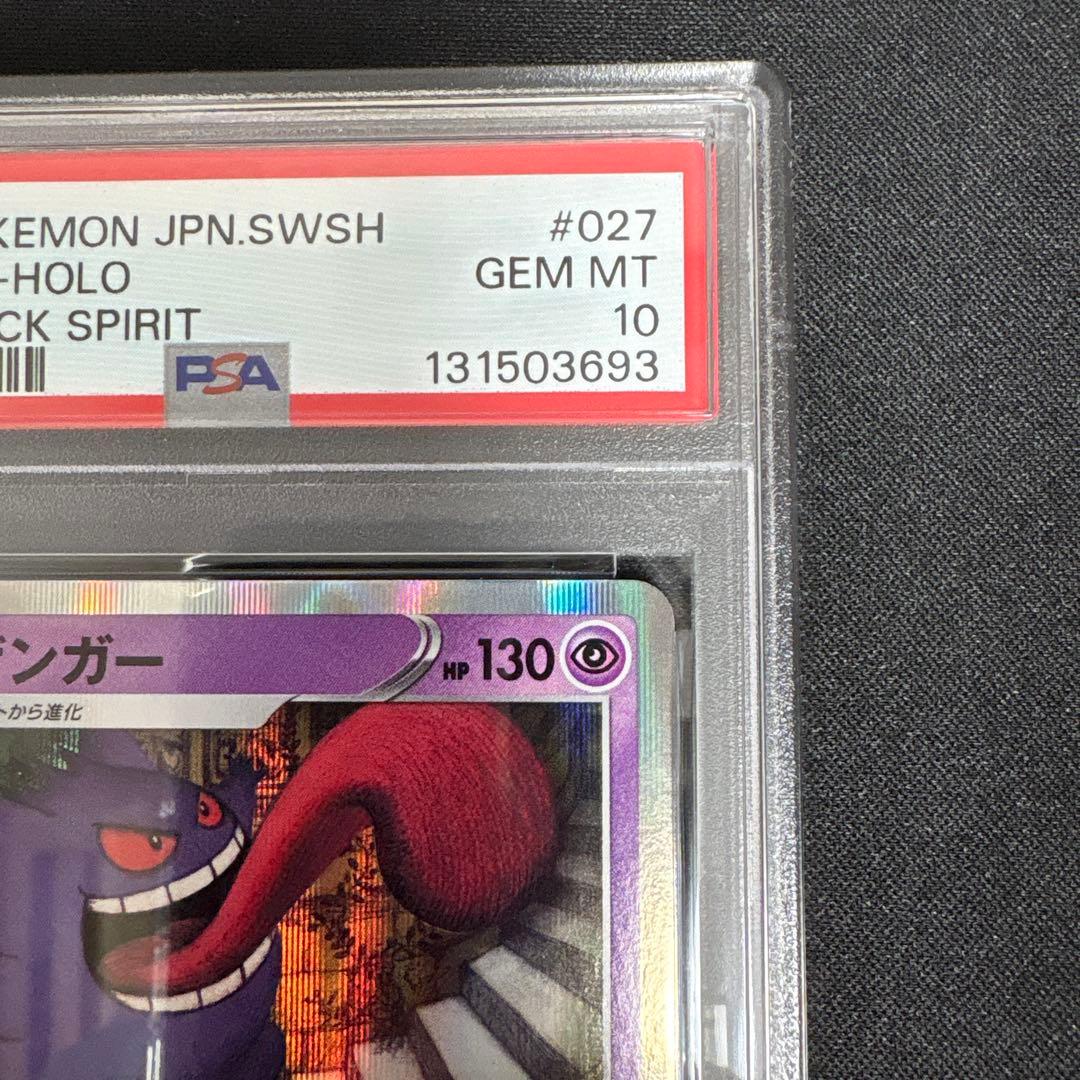 KEMON JPN.SWSH #027
-HOLO GEM MT
CK SPIRIT 10
PSA 131503693
ンガー HP 130
から進化